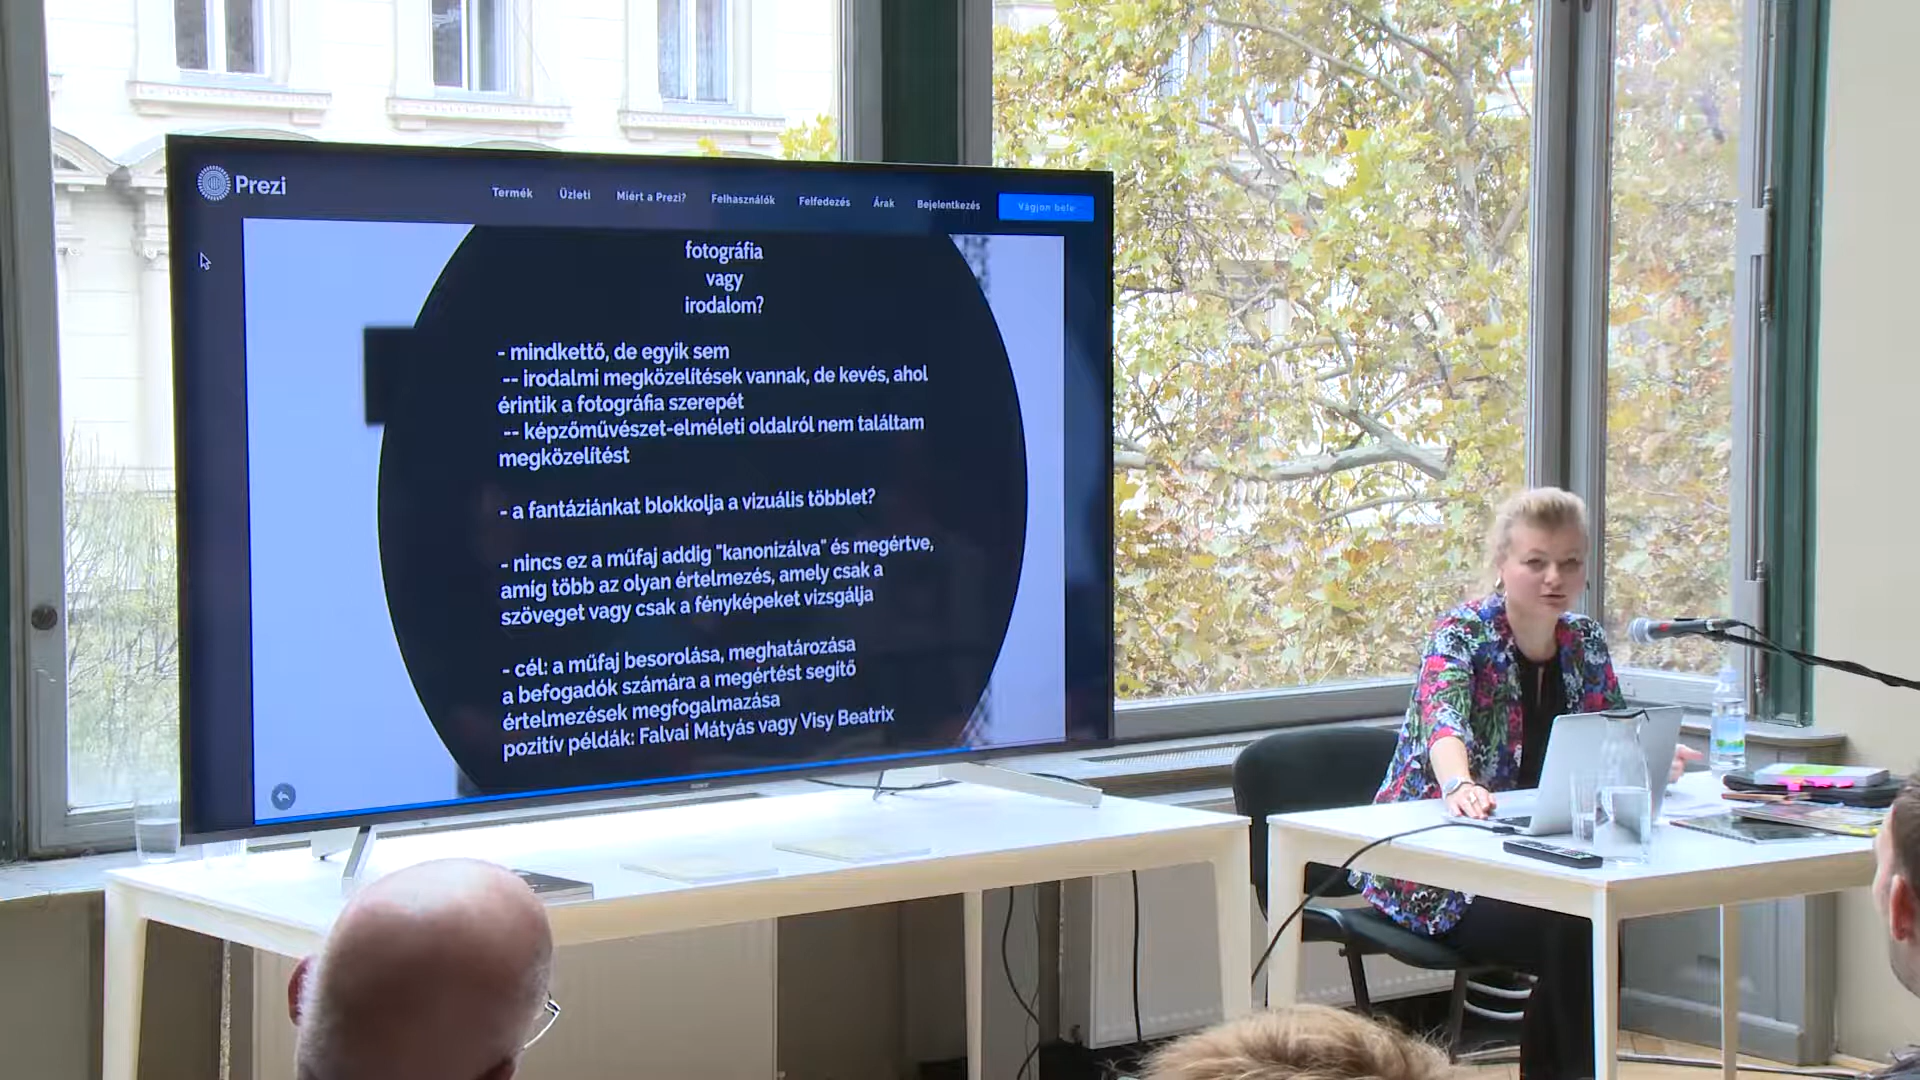 Prezi
Termék Üzleti Miért a Prezi? Felhasználók Felfedezés Árak Bejelentkezés Vágjon bele
fotográfia
vagy
irodalom?
- mindkettő, de egyik sem
-- irodalmi megközelítések vannak, de kevés, ahol
érintik a fotográfia szerepét
-- képzőművészet-elméleti oldalról nem találtam
megközelítést
- a fantáziánkat blokkolja a vizuális többlet?
- nincs ez a műfaj addig "kanonizálva" és megértve,
amíg több az olyan értelmezés, amely csak a
szöveget vagy csak a fényképeket vizsgálja
- cél: a műfaj besorolása, meghatározása
a befogadók számára a megértést segítő
értelmezések megfogalmazása
pozitív példák: Falvai Mátyás vagy Visy Beatrix
SONY